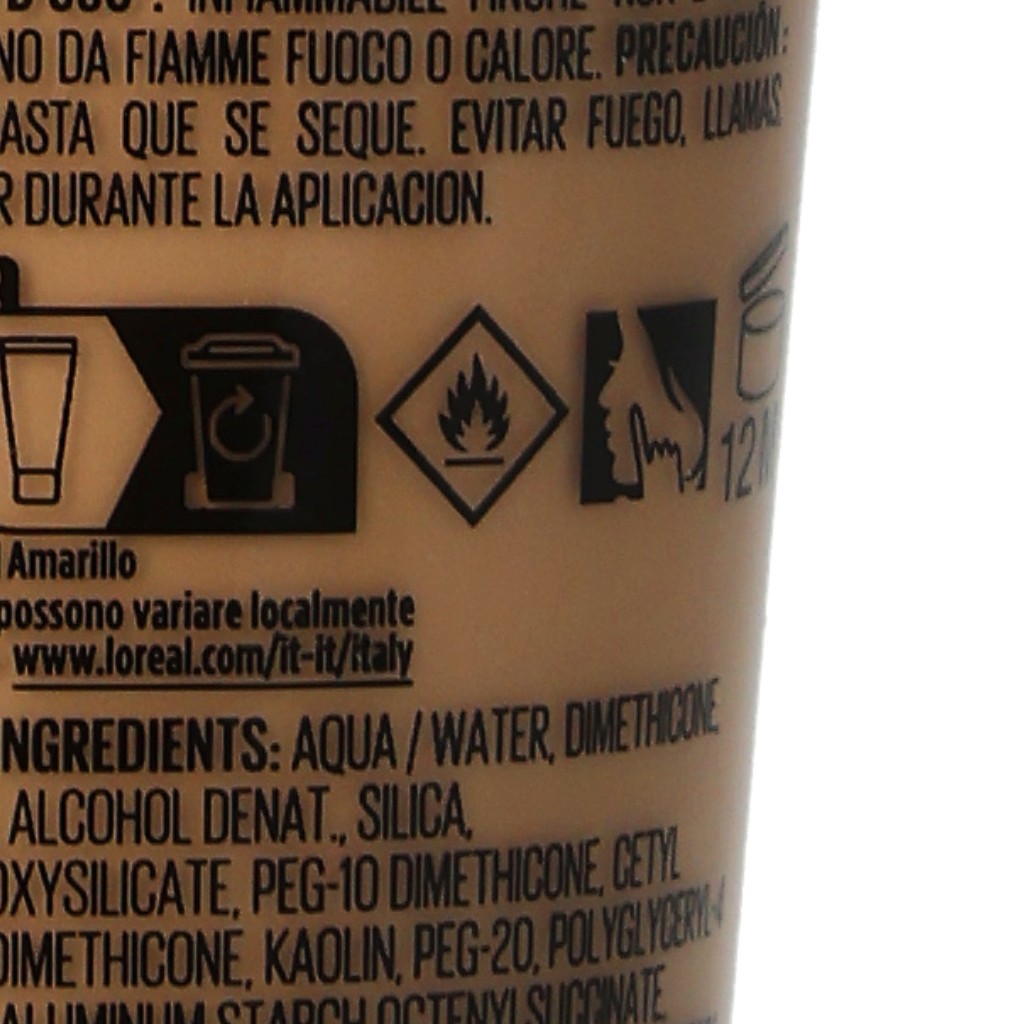 NO DA FIAMME FUOCO O CALORE. PRECAUCIÓN:
ASTA QUE SE SEQUE. EVITAR FUEGO, LLAMAS,
R DURANTE LA APLICACION.
12M
Amarillo
possono variare localmente
www.loreal.com/it-it/italy
INGREDIENTS: AQUA / WATER, DIMETHICONE,
ALCOHOL DENAT., SILICA,
OXYSILICATE, PEG-10 DIMETHICONE, CETYL
DIMETHICONE, KAOLIN, PEG-20, POLYGLYCERYL-4
ALUMINUM STARCH OCTENYLSUCCINATE